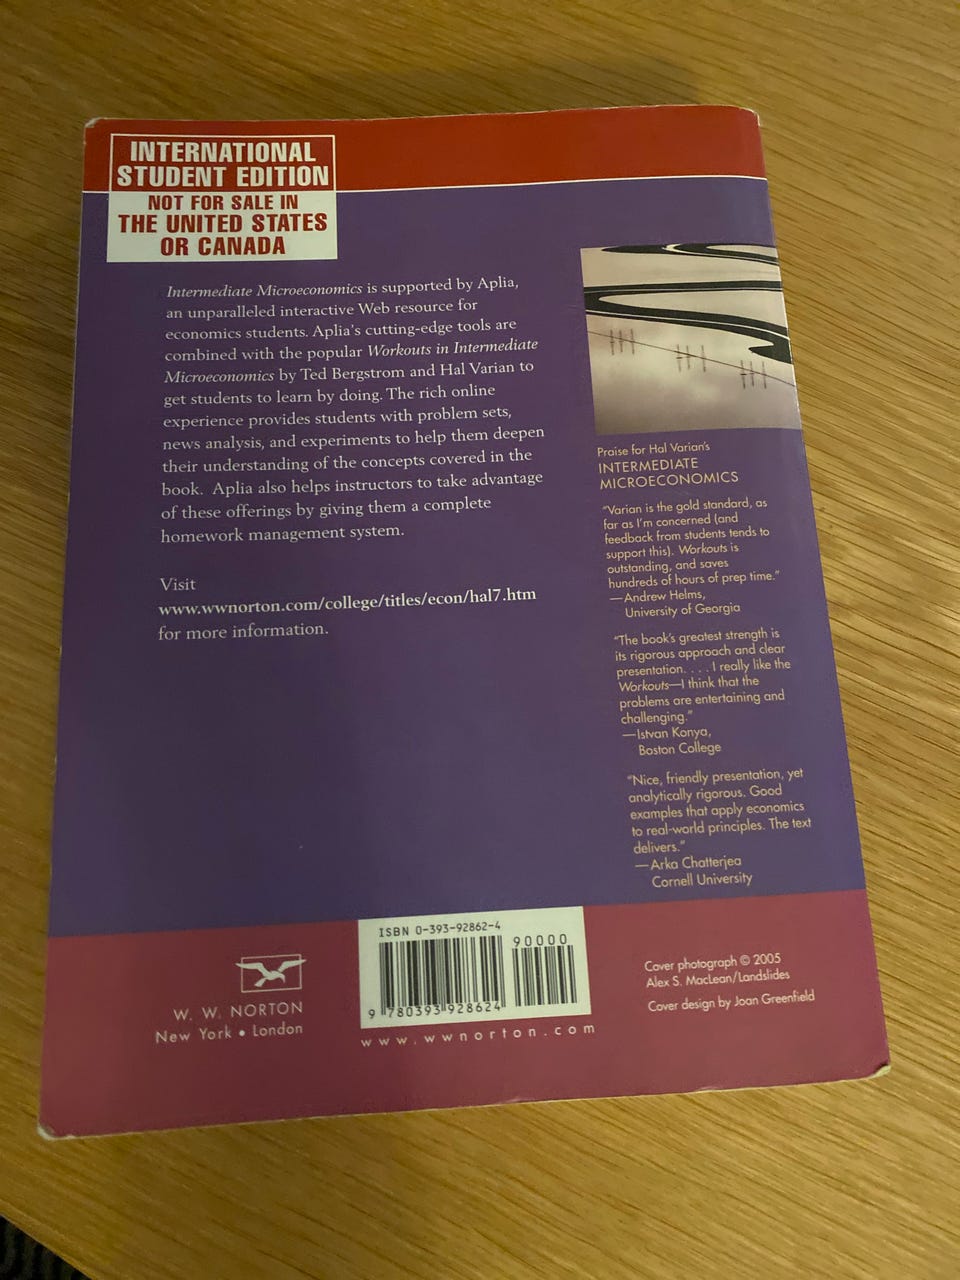 INTERNATIONAL
STUDENT EDITION
NOT FOR SALE IN
THE UNITED STATES
OR CANADA
Intermediate Microeconomics is supported by Aplia,
an unparalleled interactive Web resource for
economics students. Aplia's cutting-edge tools are
combined with the popular Workouts in Intermediate
Microeconomics by Ted Bergstrom and Hal Varian to
get students to learn by doing. The rich online
experience provides students with problem sets,
news analysis, and experiments to help them deepen
their understanding of the concepts covered in the
book. Aplia also helps instructors to take advantage
of these offerings by giving them a complete
homework management system.
Visit
www.wwnorton.com/college/titles/econ/hal7.htm
for more information.
Praise for Hal Varian's
INTERMEDIATE
MICROECONOMICS
"Varian is the gold standard, as
far as I'm concerned (and
feedback from students tends to
support this). Workouts is
outstanding, and saves
hundreds of hours of prep time."
—Andrew Helms,
University of Georgia
"The book's greatest strength is
its rigorous approach and clear
presentation. . . . I really like the
Workouts—I think that the
problems are entertaining and
challenging."
—Istvan Konya,
Boston College
"Nice, friendly presentation, yet
analytically rigorous. Good
examples that apply economics
to real-world principles. The text
delivers."
—Arka Chatterjea
Cornell University
W. W. NORTON
New York • London
ISBN 0-393-92862-4
90000
9 780393 928624
www.wwnorton.com
Cover photograph © 2005
Alex S. MacLean/Landslides
Cover design by Joan Greenfield